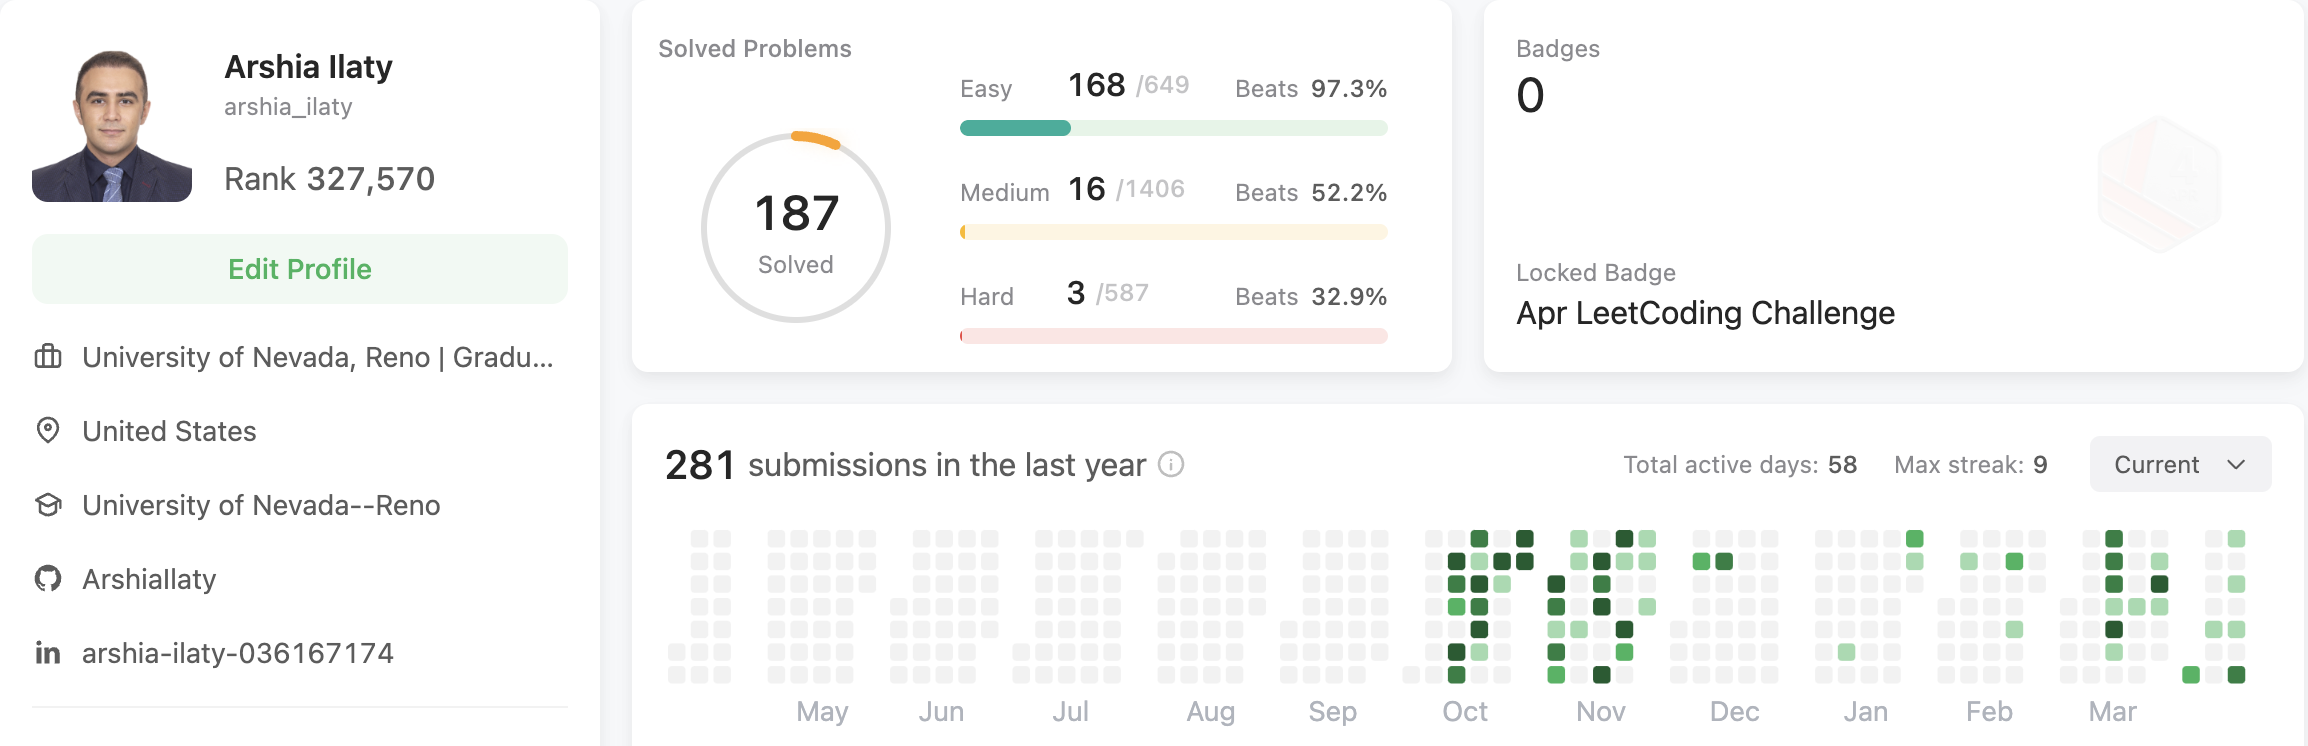 Arshia Ilaty
arshia_ilaty
Rank 327,570
Edit Profile
University of Nevada, Reno | Gradu...
United States
University of Nevada--Reno
ArshiaIlaty
arshia-ilaty-036167174
Solved Problems
187
Solved
Easy 168 /649 Beats 97.3%
Medium 16 /1406 Beats 52.2%
Hard 3 /587 Beats 32.9%
Badges
0
Locked Badge
Apr LeetCoding Challenge
281 submissions in the last year
Total active days: 58 Max streak: 9 Current
May Jun Jul Aug Sep Oct Nov Dec Jan Feb Mar